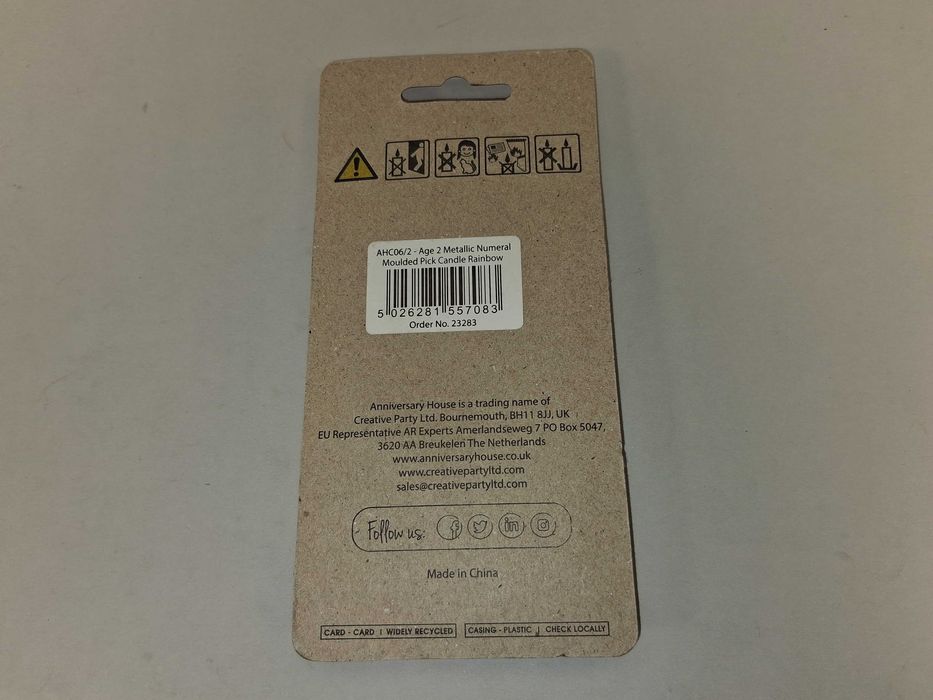 AHC06/2 - Age 2 Metallic Numeral
Moulded Pick Candle Rainbow
5 026281 557083
Order No. 23283
Anniversary House is a trading name of
Creative Party Ltd. Bournemouth, BH11 8JJ, UK
EU Representative AR Experts Amerlandseweg 7 PO Box 5047,
3620 AA Breukelen The Netherlands
www.anniversaryhouse.co.uk
www.creativepartyltd.com
sales@creativepartyltd.com
Follow us:
Made in China
CARD - CARD | WIDELY RECYCLED
CASING - PLASTIC | CHECK LOCALLY